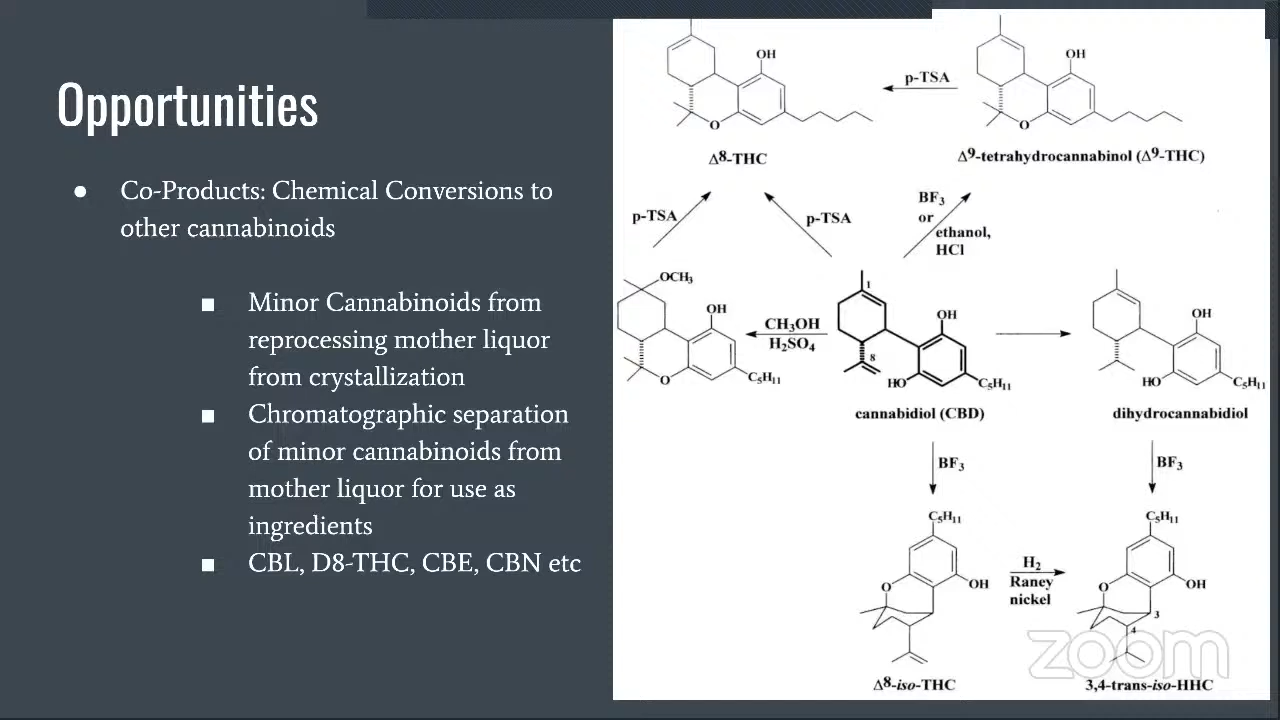 Opportunities
● Co-Products: Chemical Conversions to
other cannabinoids
■ Minor Cannabinoids from
reprocessing mother liquor
from crystallization
■ Chromatographic separation
of minor cannabinoids from
mother liquor for use as
ingredients
■ CBL, D8-THC, CBE, CBN etc
OH
O
Δ8-THC
p-TSA
OH
O
Δ9-tetrahydrocannabinol (Δ9-THC)
p-TSA
p-TSA
BF3
or
ethanol,
HCl
OCH3
OH
O
C5H11
CH3OH
H2SO4
1
OH
8
HO
C5H11
cannabidiol (CBD)
OH
HO
C5H11
dihydrocannabidiol
BF3
BF3
C5H11
O
OH
Δ8-iso-THC
H2
Raney
nickel
C5H11
O
OH
3
4
3,4-trans-iso-HHC
zoom